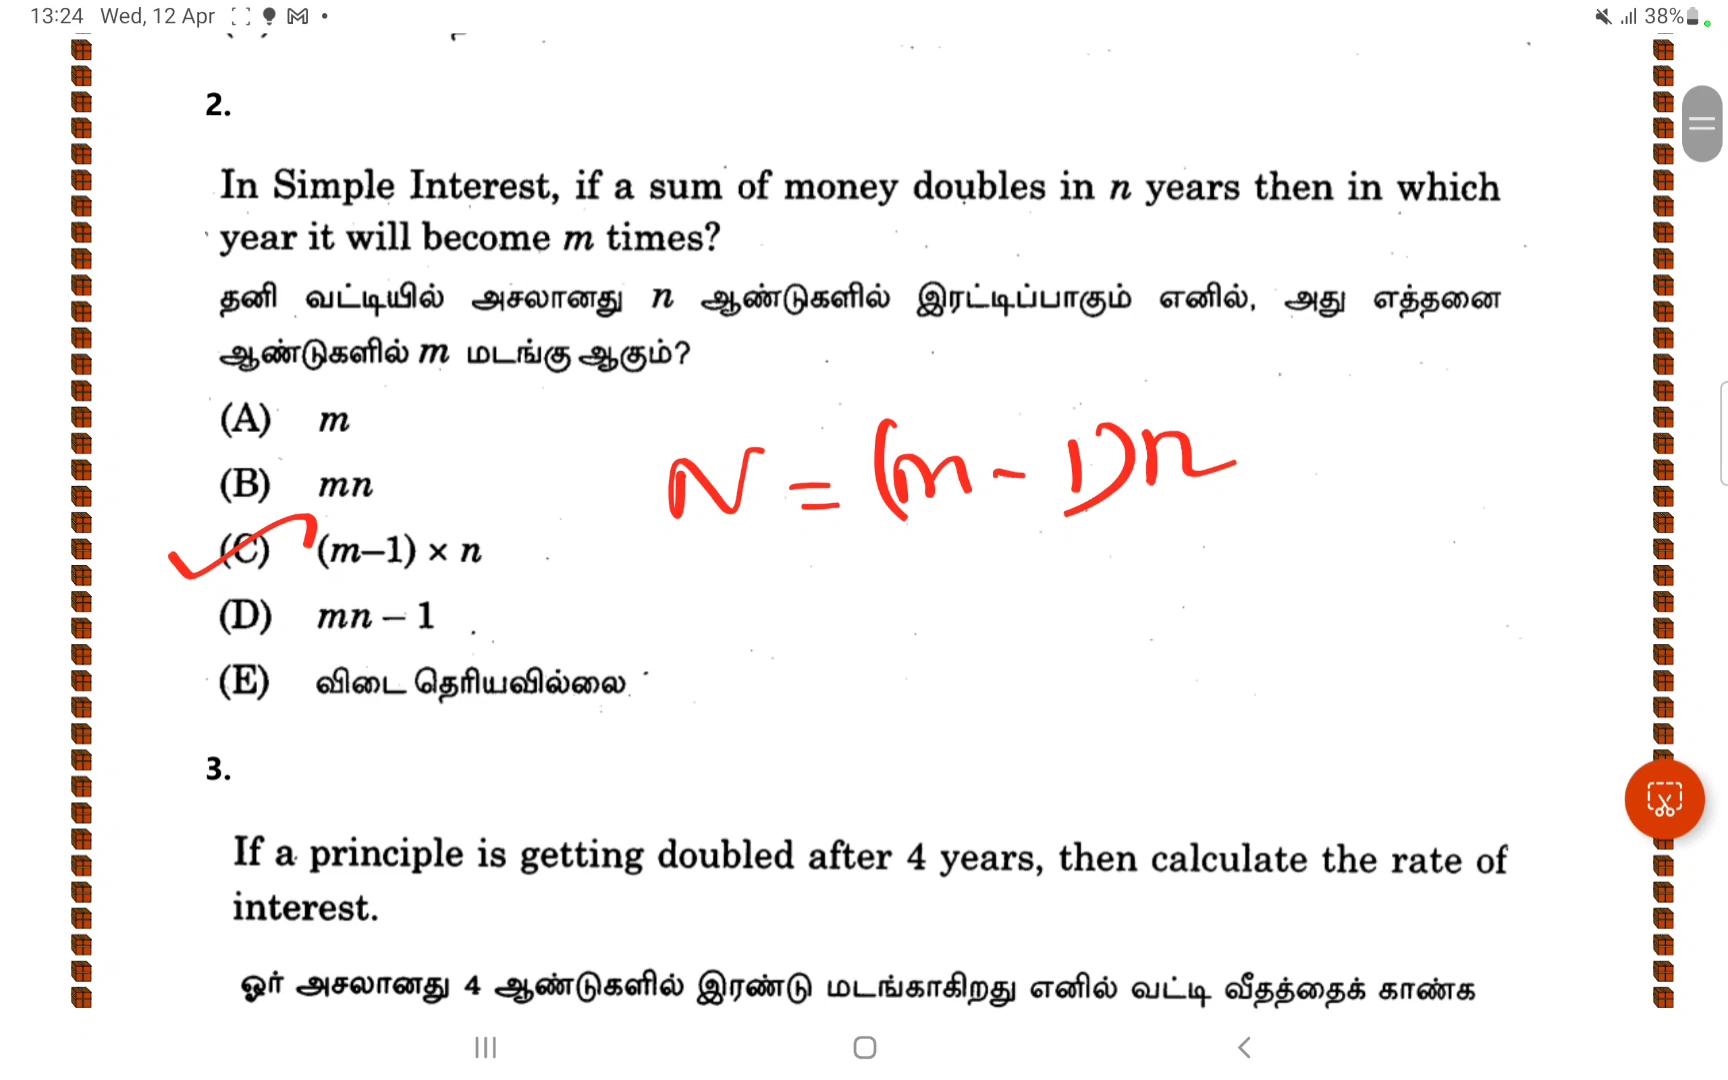 13:24 Wed, 12 Apr
38%
2.
In Simple Interest, if a sum of money doubles in n years then in which
year it will become m times?
தனி வட்டியில் அசலானது n ஆண்டுகளில் இரட்டிப்பாகும் எனில், அது எத்தனை
ஆண்டுகளில் m மடங்கு ஆகும்?
(A) m
(B) mn
N = (m - 1)n
(C) (m–1) × n
(D) mn – 1
(E) விடை தெரியவில்லை
3.
If a principle is getting doubled after 4 years, then calculate the rate of
interest.
ஓர் அசலானது 4 ஆண்டுகளில் இரண்டு மடங்காகிறது எனில் வட்டி வீதத்தைக் காண்க